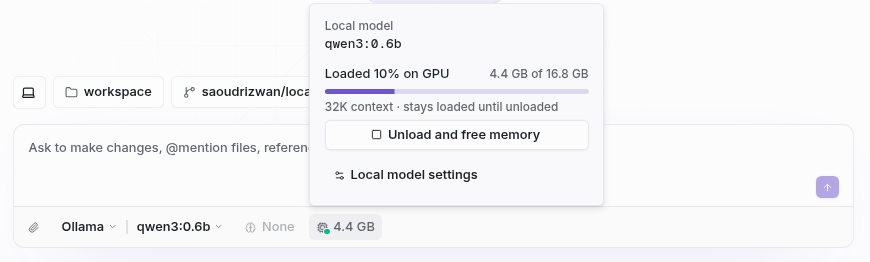 Local model
qwen3:0.6b
Loaded 10% on GPU 4.4 GB of 16.8 GB
32K context · stays loaded until unloaded
Unload and free memory
Local model settings
workspace
saoudrizwan/loca
Ask to make changes, @mention files, referen
Ollama qwen3:0.6b None 4.4 GB